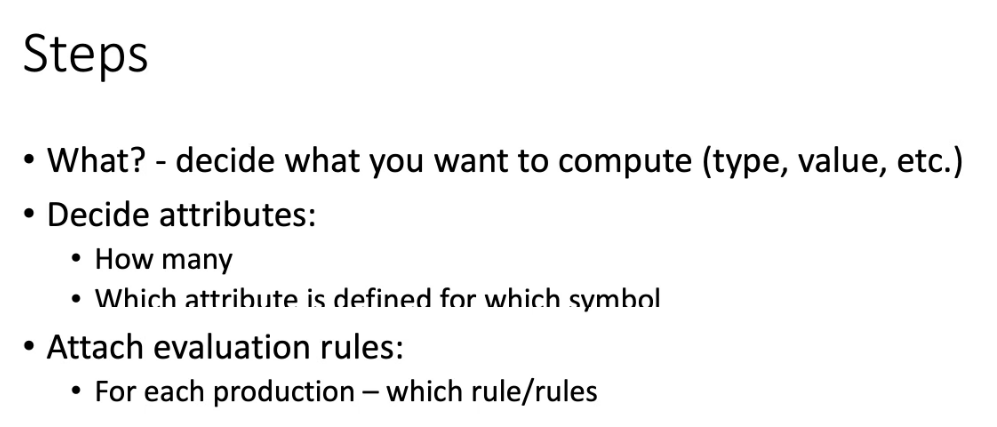 Steps
• What? - decide what you want to compute (type, value, etc.)
• Decide attributes:
• How many
• Which attribute is defined for which symbol
• Attach evaluation rules:
• For each production – which rule/rules